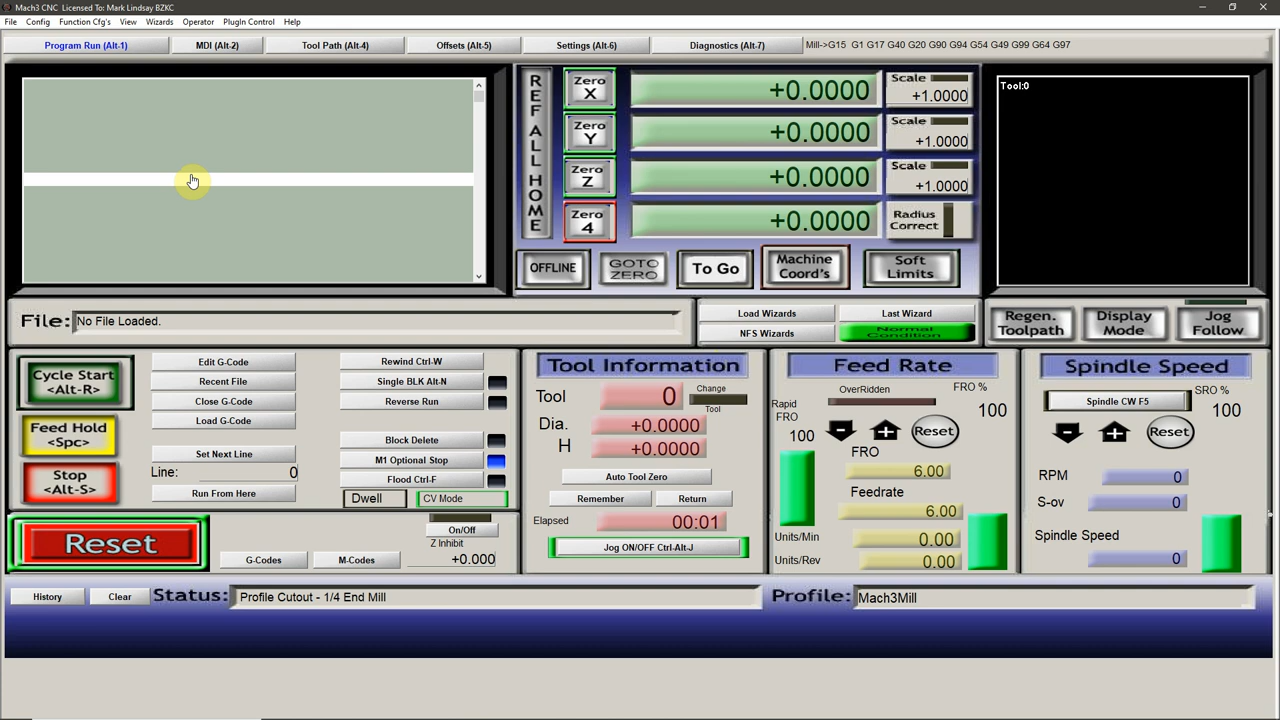 Mach3 CNC Licensed To: Mark Lindsay BZKC
File Config Function Cfg's View Wizards Operator PlugIn Control Help
Program Run (Alt-1) MDI (Alt-2) Tool Path (Alt-4) Offsets (Alt-5) Settings (Alt-6) Diagnostics (Alt-7) Mill->G15 G1 G17 G40 G20 G90 G94 G54 G49 G99 G64 G97
REF ALL HOME
Zero X +0.0000 Scale +1.0000
Zero Y +0.0000 Scale +1.0000
Zero Z +0.0000 Scale +1.0000
Zero 4 +0.0000 Radius Correct
OFFLINE GOTO ZERO To Go Machine Coord's Soft Limits
Tool:0
File: No File Loaded.
Load Wizards Last Wizard
NFS Wizards Normal Condition
Regen. Toolpath Display Mode Jog Follow
Cycle Start <Alt-R>
Feed Hold <Spc>
Stop <Alt-S>
Reset
Edit G-Code
Recent File
Close G-Code
Load G-Code
Set Next Line
Line: 0
Run From Here
Rewind Ctrl-W
Single BLK Alt-N
Reverse Run
Block Delete
M1 Optional Stop
Flood Ctrl-F
Dwell CV Mode
On/Off
Z Inhibit
+0.000
G-Codes M-Codes
Tool Information
Tool 0 Change Tool
Dia. +0.0000
H +0.0000
Auto Tool Zero
Remember Return
Elapsed 00:01
Jog ON/OFF Ctrl-Alt-J
Feed Rate
OverRidden FRO %
100
Rapid FRO
100
Reset
FRO
6.00
Feedrate
6.00
Units/Min 0.00
Units/Rev 0.00
Spindle Speed
Spindle CW F5 SRO %
100
Reset
RPM 0
S-ov 0
Spindle Speed
0
History Clear Status: Profile Cutout - 1/4 End Mill Profile: Mach3Mill